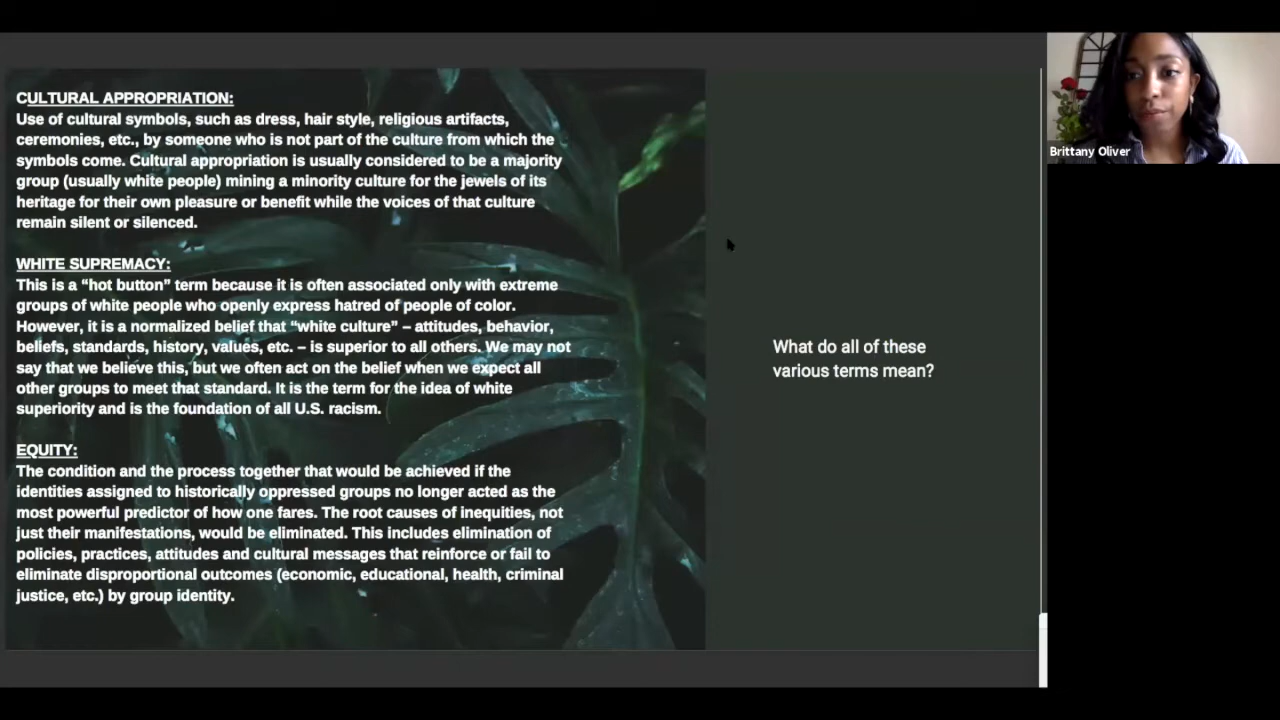 CULTURAL APPROPRIATION:
Use of cultural symbols, such as dress, hair style, religious artifacts,
ceremonies, etc., by someone who is not part of the culture from which the
symbols come. Cultural appropriation is usually considered to be a majority
group (usually white people) mining a minority culture for the jewels of its
heritage for their own pleasure or benefit while the voices of that culture
remain silent or silenced.
WHITE SUPREMACY:
This is a “hot button” term because it is often associated only with extreme
groups of white people who openly express hatred of people of color.
However, it is a normalized belief that “white culture” – attitudes, behavior,
beliefs, standards, history, values, etc. – is superior to all others. We may not
say that we believe this, but we often act on the belief when we expect all
other groups to meet that standard. It is the term for the idea of white
superiority and is the foundation of all U.S. racism.
EQUITY:
The condition and the process together that would be achieved if the
identities assigned to historically oppressed groups no longer acted as the
most powerful predictor of how one fares. The root causes of inequities, not
just their manifestations, would be eliminated. This includes elimination of
policies, practices, attitudes and cultural messages that reinforce or fail to
eliminate disproportional outcomes (economic, educational, health, criminal
justice, etc.) by group identity.
What do all of these
various terms mean?
Brittany Oliver